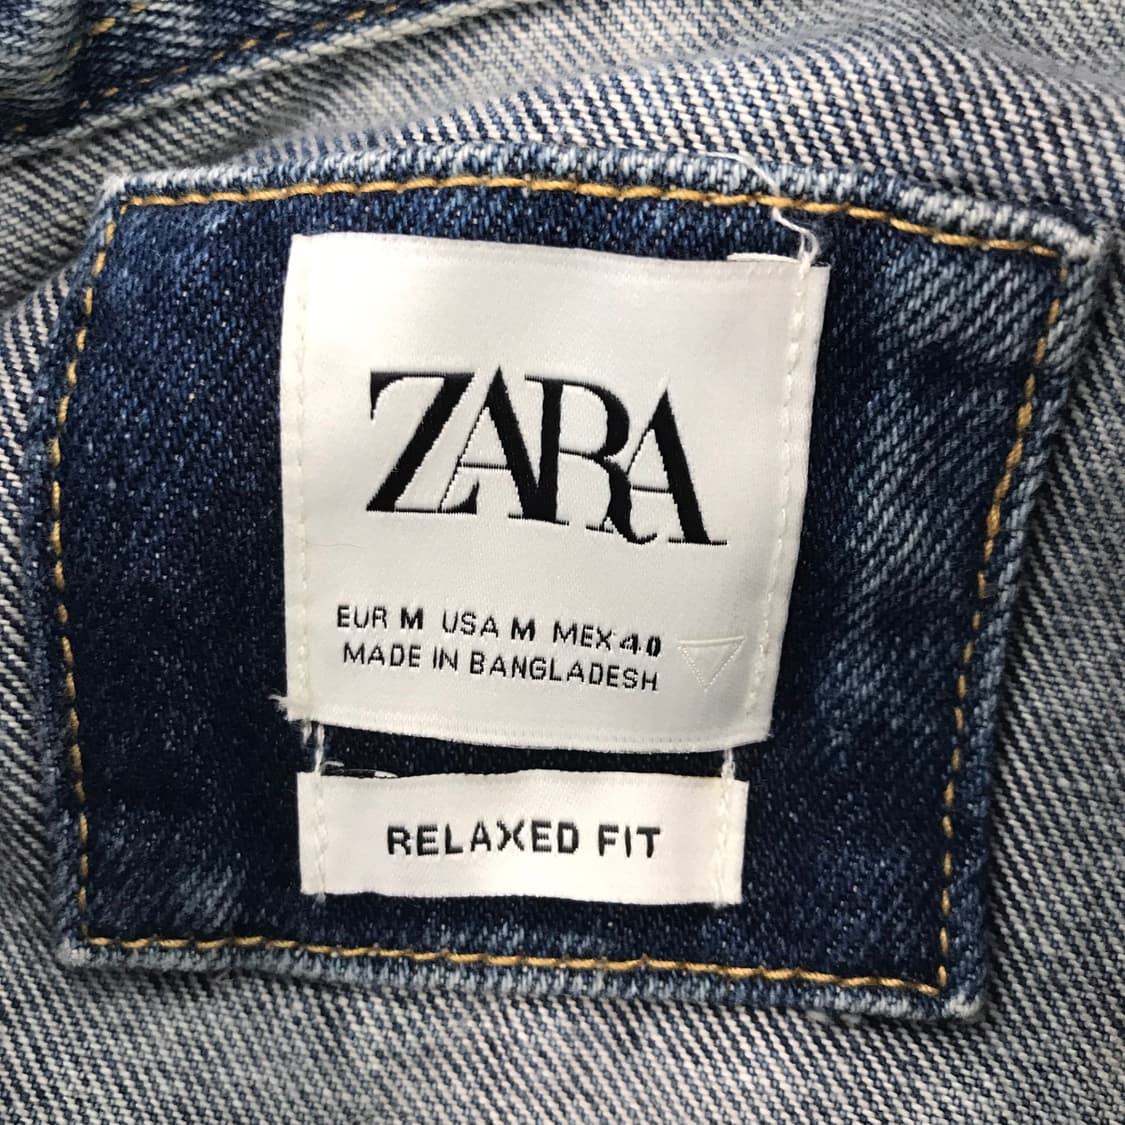 ZARA
EUR M USA M MEX 40
MADE IN BANGLADESH
RELAXED FIT